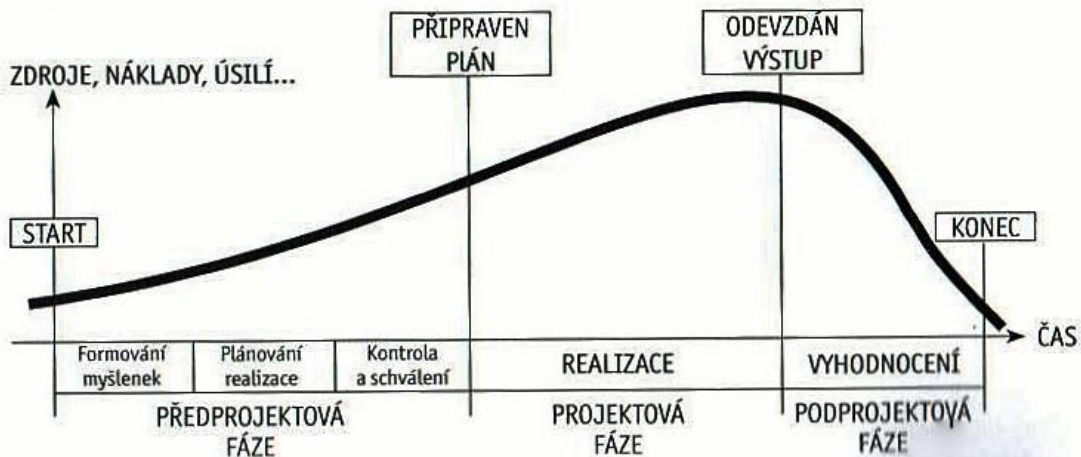 PŘIPRAVEN
PLÁN
ODEVZDÁN
VÝSTUP
ZDROJE, NÁKLADY, ÚSILÍ...
START
KONEC
ČAS
Formování
myšlenek
Plánování
realizace
Kontrola
a schválení
REALIZACE
VYHODNOCENÍ
PŘEDPROJEKTOVÁ
FÁZE
PROJEKTOVÁ
FÁZE
PODPROJEKTOVÁ
FÁZE